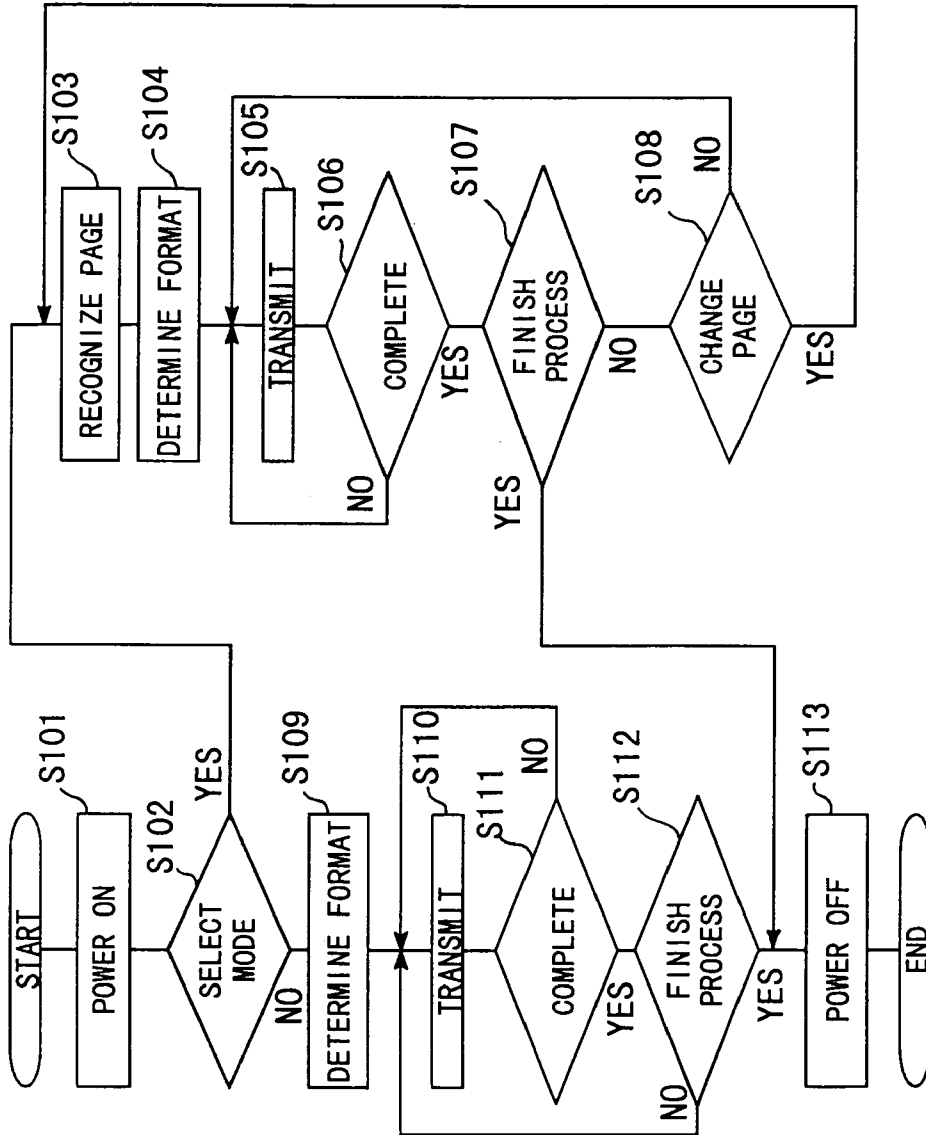 START
POWER ON
S101
SELECT
MODE
S102
YES
NO
DETERMINE FORMAT
S109
TRANSMIT
S110
COMPLETE
S111
NO
YES
FINISH
PROCESS
S112
NO
YES
POWER OFF
S113
END
RECOGNIZE PAGE
S103
DETERMINE FORMAT
S104
TRANSMIT
S105
COMPLETE
S106
NO
YES
FINISH
PROCESS
S107
YES
NO
CHANGE
PAGE
S108
NO
YES